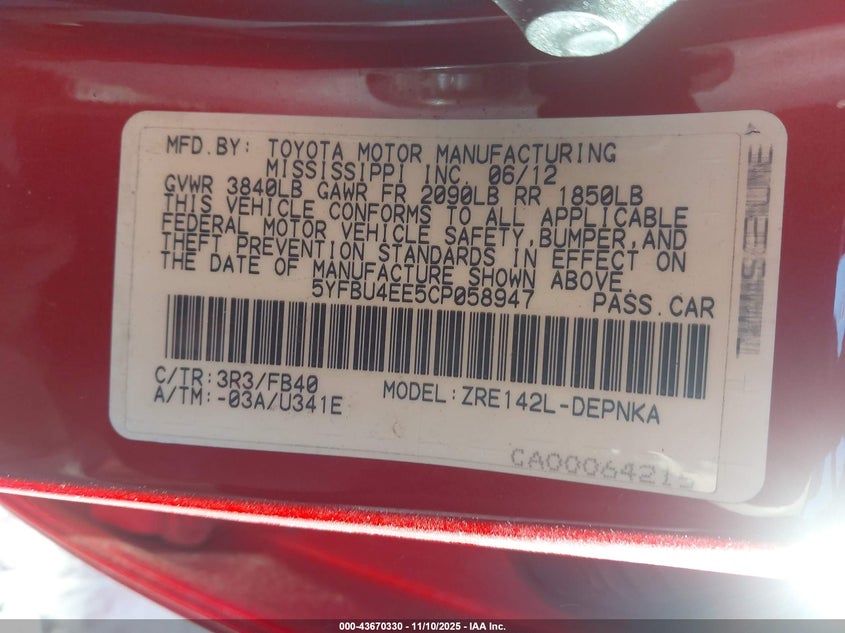 MFD.BY: TOYOTA MOTOR MANUFACTURING
MISSISSIPPI INC. 06/12
GVWR 3840LB GAWR FR 2090LB RR 1850LB
THIS VEHICLE CONFORMS TO ALL APPLICABLE
FEDERAL MOTOR VEHICLE SAFETY,BUMPER,AND
THEFT PREVENTION STANDARDS IN EFFECT ON
THE DATE OF MANUFACTURE SHOWN ABOVE.
5YFBU4EE5CP058947 PASS.CAR
C/TR:3R3/FB40 MODEL:ZRE142L-DEPNKA
A/TM:-03A/U341E
000-43670330 - 11/10/2025 - IAA Inc.